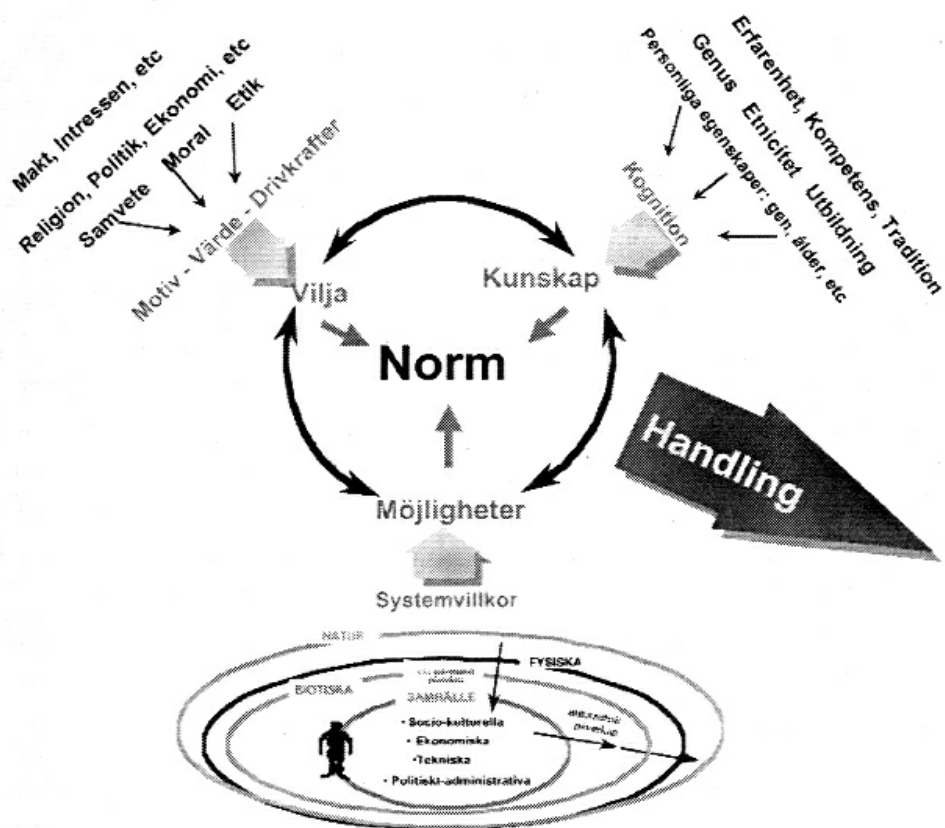 Makt, Intressen, etc
Religion, Politik, Ekonomi, etc
Samvete Moral Etik
Motiv - Värde - Drivkrafter
Erfarenhet, Kompetens, Tradition
Genus Etnicitet Utbildning
Personliga egenskaper: gen, ålder, etc
Kognition
Vilja
Kunskap
Norm
Handling
Möjligheter
Systemvillkor
NATUR
FYSISKA
BIOTISKA
SAMHÄLLE
• Socio-kulturella
• Ekonomiska
•Tekniska
• Politiskt-administrativa